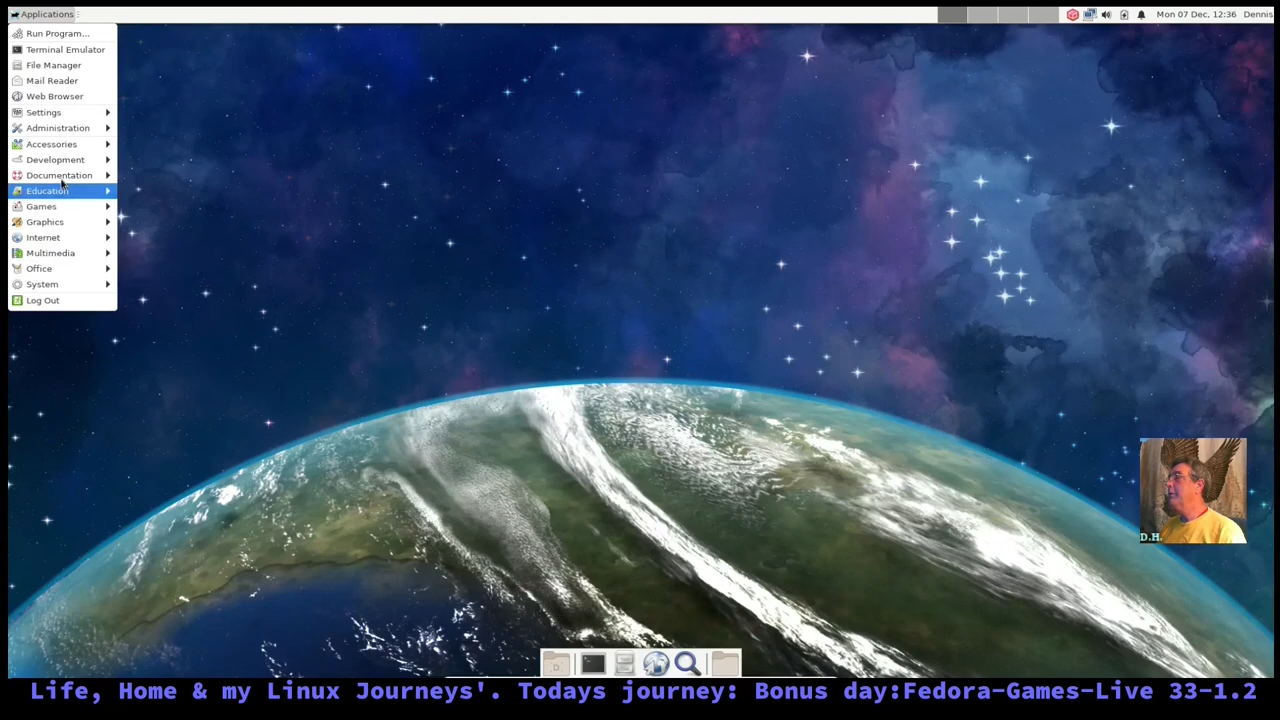 Applications
Mon 07 Dec, 12:36 Dennis
Run Program...
Terminal Emulator
File Manager
Mail Reader
Web Browser
Settings
Administration
Accessories
Development
Documentation
Education
Games
Graphics
Internet
Multimedia
Office
System
Log Out
D.H.
Life, Home & my Linux Journeys'. Todays journey: Bonus day:Fedora-Games-Live 33-1.2